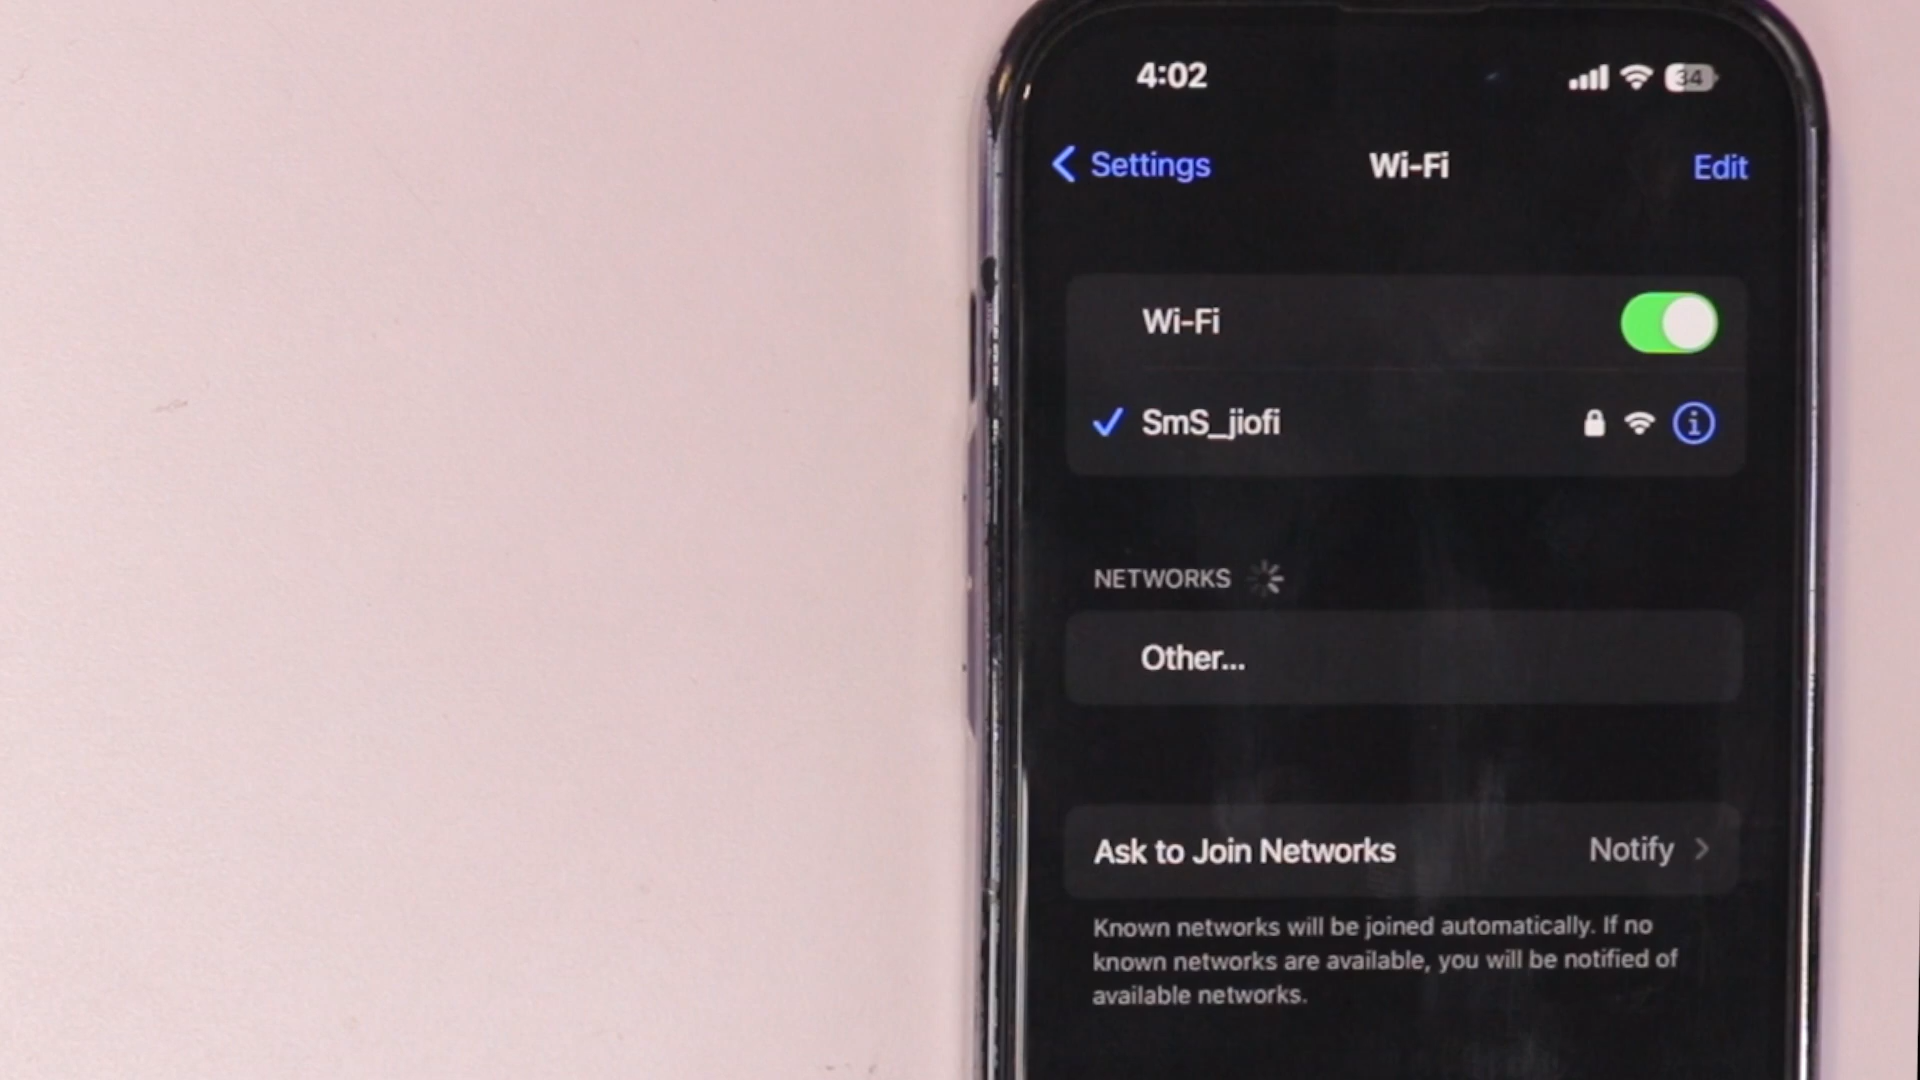 4:02
34
Settings
Wi-Fi
Edit
Wi-Fi
SmS_jiofi
NETWORKS
Other...
Ask to Join Networks
Notify
Known networks will be joined automatically. If no
known networks are available, you will be notified of
available networks.